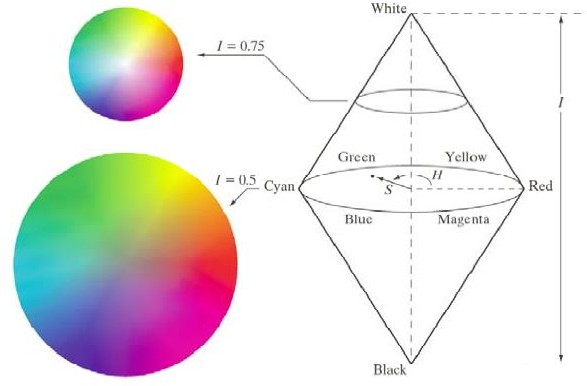 White
I = 0.75
I
Green
Yellow
H
I = 0.5
Cyan
S
Red
Blue
Magenta
Black